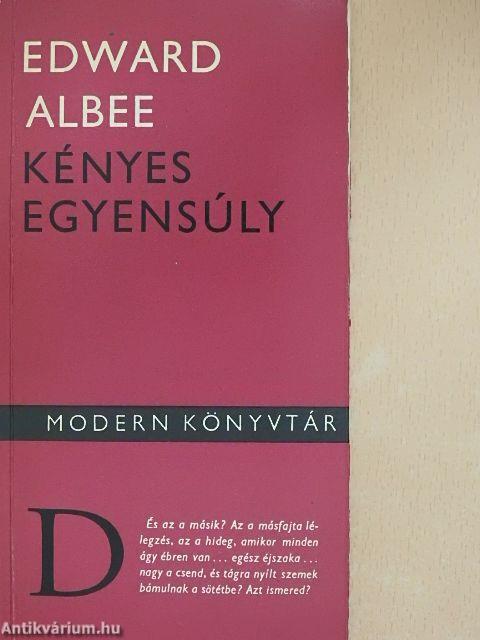 EDWARD
ALBEE
KÉNYES
EGYENSÚLY
MODERN KÖNYVTÁR
D
És az a másik? Az a másfajta lé-
legzés, az a hideg, amikor minden
ágy ébren van... egész éjszaka...
nagy a csend, és tágra nyílt szemek
bámulnak a sötétbe? Azt ismered?
Antikvárium.hu